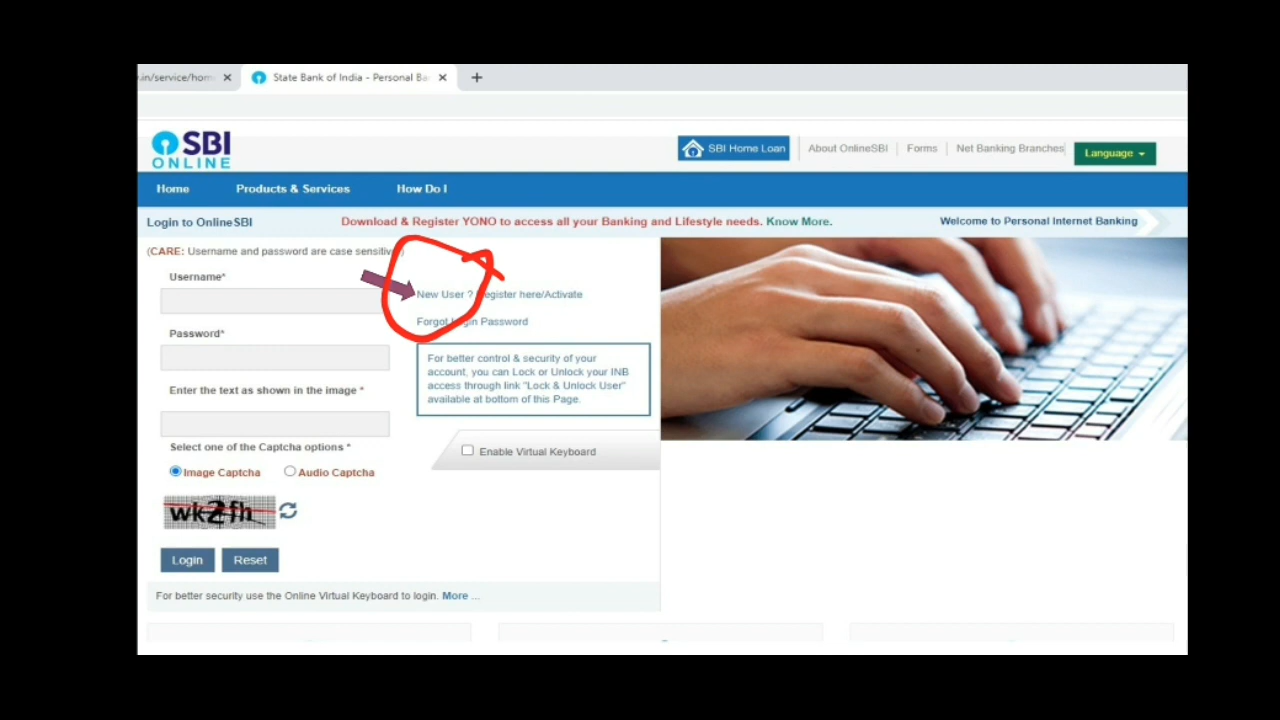 .in/service/hom
State Bank of India - Personal Ba
SBI
ONLINE
SBI Home Loan
About OnlineSBI
Forms
Net Banking Branches
Language
Home
Products & Services
How Do I
Login to OnlineSBI
Download & Register YONO to access all your Banking and Lifestyle needs. Know More.
Welcome to Personal Internet Banking
(CARE: Username and password are case sensitive)
Username*
New User ? Register here/Activate
Forgot Login Password
Password*
For better control & security of your
account, you can Lock or Unlock your INB
access through link "Lock & Unlock User"
available at bottom of this Page.
Enter the text as shown in the image *
Select one of the Captcha options *
Enable Virtual Keyboard
Image Captcha
Audio Captcha
wk2fh
Login
Reset
For better security use the Online Virtual Keyboard to login. More ...